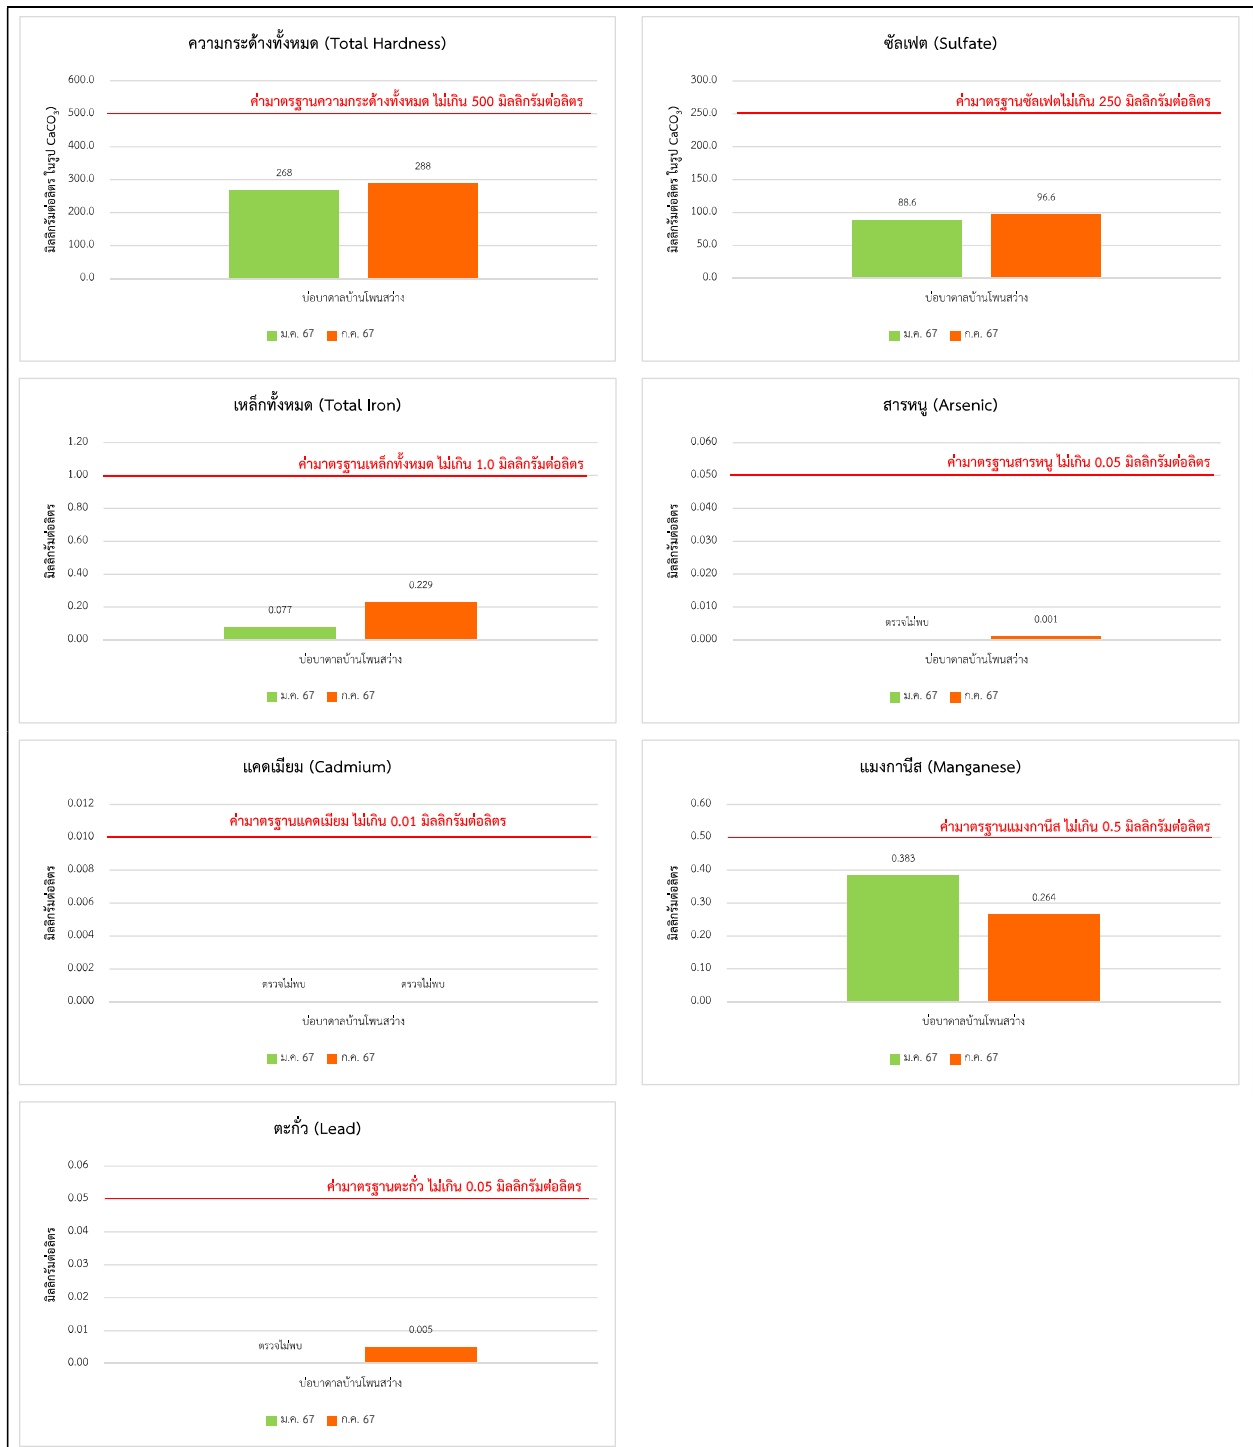 ความกระด้างทั้งหมด (Total Hardness)
มิลลิกรัมต่อลิตร ในรูป CaCO₃)
600.0
500.0
400.0
300.0
200.0
100.0
0.0
ค่ามาตรฐานความกระด้างทั้งหมด ไม่เกิน 500 มิลลิกรัมต่อลิตร
268
288
บ่อบาดาลบ้านโพนสว่าง
ม.ค. 67 ก.ค. 67
ซัลเฟต (Sulfate)
มิลลิกรัมต่อลิตร ในรูป CaCO₃)
300.0
250.0
200.0
150.0
100.0
50.0
0.0
ค่ามาตรฐานซัลเฟตไม่เกิน 250 มิลลิกรัมต่อลิตร
88.6
96.6
บ่อบาดาลบ้านโพนสว่าง
ม.ค. 67 ก.ค. 67
เหล็กทั้งหมด (Total Iron)
มิลลิกรัมต่อลิตร
1.20
1.00
0.80
0.60
0.40
0.20
0.00
ค่ามาตรฐานเหล็กทั้งหมด ไม่เกิน 1.0 มิลลิกรัมต่อลิตร
0.077
0.229
บ่อบาดาลบ้านโพนสว่าง
ม.ค. 67 ก.ค. 67
สารหนู (Arsenic)
มิลลิกรัมต่อลิตร
0.060
0.050
0.040
0.030
0.020
0.010
0.000
ค่ามาตรฐานสารหนู ไม่เกิน 0.05 มิลลิกรัมต่อลิตร
ตรวจไม่พบ
0.001
บ่อบาดาลบ้านโพนสว่าง
ม.ค. 67 ก.ค. 67
แคดเมียม (Cadmium)
มิลลิกรัมต่อลิตร
0.012
0.010
0.008
0.006
0.004
0.002
0.000
ค่ามาตรฐานแคดเมียม ไม่เกิน 0.01 มิลลิกรัมต่อลิตร
ตรวจไม่พบ
ตรวจไม่พบ
บ่อบาดาลบ้านโพนสว่าง
ม.ค. 67 ก.ค. 67
แมงกานีส (Manganese)
มิลลิกรัมต่อลิตร
0.60
0.50
0.40
0.30
0.20
0.10
0.00
ค่ามาตรฐานแมงกานีส ไม่เกิน 0.5 มิลลิกรัมต่อลิตร
0.383
0.264
บ่อบาดาลบ้านโพนสว่าง
ม.ค. 67 ก.ค. 67
ตะกั่ว (Lead)
มิลลิกรัมต่อลิตร
0.06
0.05
0.04
0.03
0.02
0.01
0.00
ค่ามาตรฐานตะกั่ว ไม่เกิน 0.05 มิลลิกรัมต่อลิตร
ตรวจไม่พบ
0.005
บ่อบาดาลบ้านโพนสว่าง
ม.ค. 67 ก.ค. 67